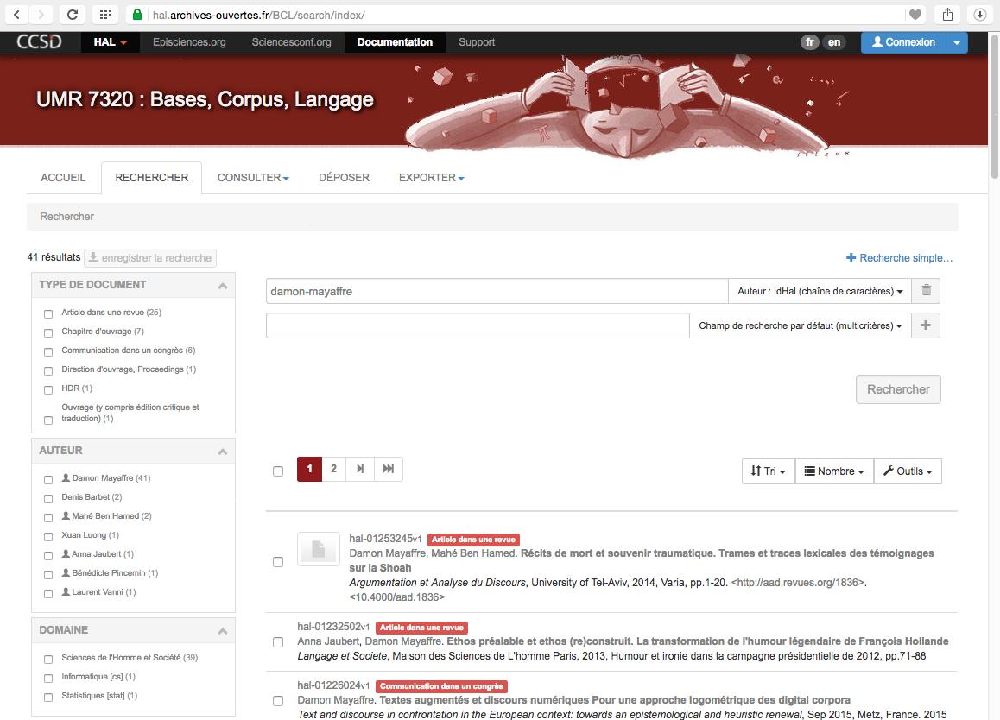 hal.archives-ouvertes.fr/BCL/search/index/
CCSD HAL Episciences.org Sciencesconf.org Documentation Support fr en Connexion
UMR 7320 : Bases, Corpus, Langage
ACCUEIL RECHERCHER CONSULTER DÉPOSER EXPORTER
Rechercher
41 résultats enregistrer la recherche
+ Recherche simple…
TYPE DE DOCUMENT
Article dans une revue (25)
Chapitre d'ouvrage (7)
Communication dans un congrès (6)
Direction d'ouvrage, Proceedings (1)
HDR (1)
Ouvrage (y compris édition critique et
traduction) (1)
AUTEUR
Damon Mayaffre (41)
Denis Barbet (2)
Mahé Ben Hamed (2)
Xuan Luong (1)
Anna Jaubert (1)
Bénédicte Pincemin (1)
Laurent Vanni (1)
DOMAINE
Sciences de l'Homme et Société (39)
Informatique [cs] (1)
Statistiques [stat] (1)
damon-mayaffre Auteur : IdHal (chaîne de caractères)
Champ de recherche par défaut (multicritères) +
Rechercher
1 2
Tri Nombre Outils
hal-01253245v1 Article dans une revue
Damon Mayaffre, Mahé Ben Hamed. Récits de mort et souvenir traumatique. Trames et traces lexicales des témoignages
sur la Shoah
Argumentation et Analyse du Discours, University of Tel-Aviv, 2014, Varia, pp.1-20. <http://aad.revues.org/1836>.
<10.4000/aad.1836>
hal-01232502v1 Article dans une revue
Anna Jaubert, Damon Mayaffre. Ethos préalable et ethos (re)construit. La transformation de l'humour légendaire de François Hollande
Langage et Societe, Maison des Sciences de L'homme Paris, 2013, Humour et ironie dans la campagne présidentielle de 2012, pp.71-88
hal-01226024v1 Communication dans un congrès
Damon Mayaffre. Textes augmentés et discours numériques Pour une approche logométrique des digital corpora
Text and discourse in confrontation in the European context: towards an epistemological and heuristic renewal, Sep 2015, Metz, France. 2015